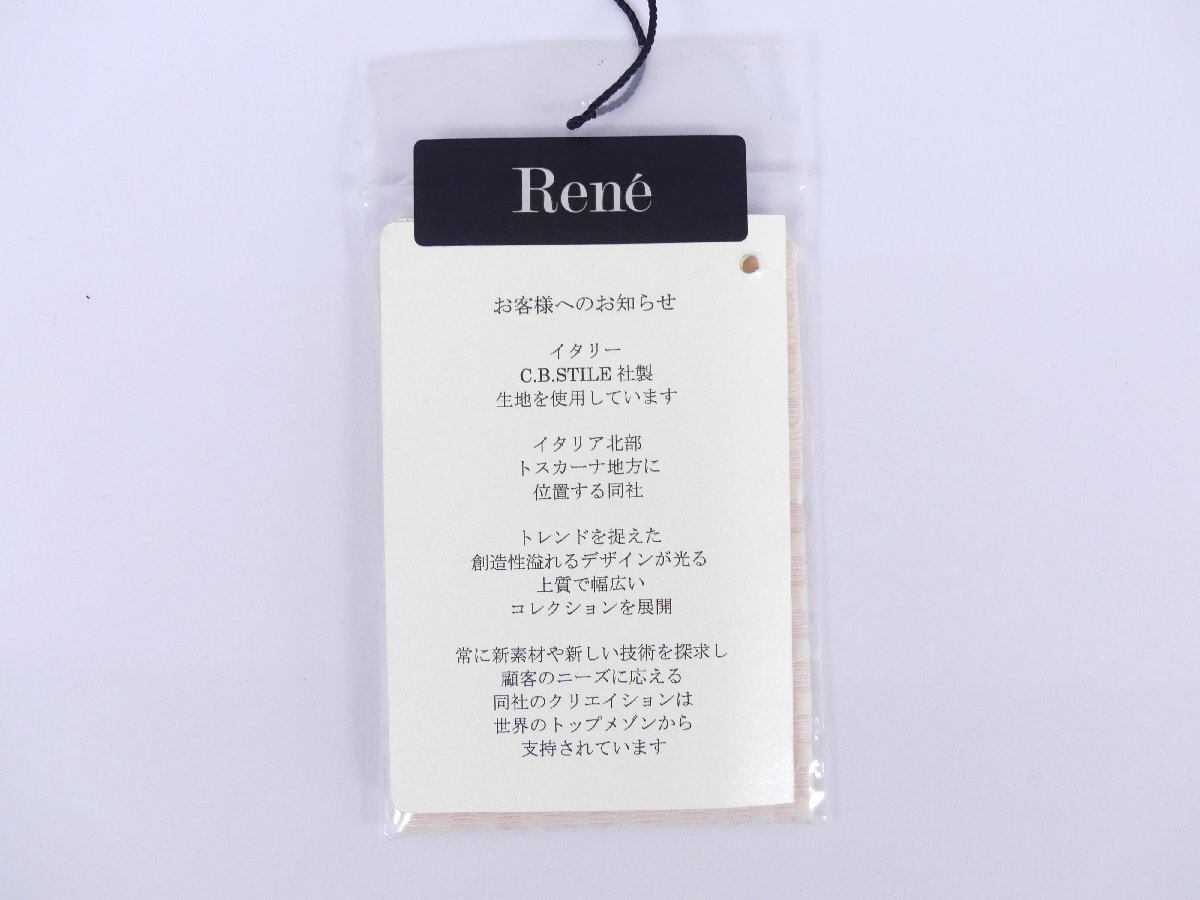 René
お客様へのお知らせ
イタリー
C.B.STILE 社製
生地を使用しています
イタリア北部
トスカーナ地方に
位置する同社
トレンドを捉えた
創造性溢れるデザインが光る
上質で幅広い
コレクションを展開
常に新素材や新しい技術を探求し
顧客のニーズに応える
同社のクリエイションは
世界のトップメゾンから
支持されています